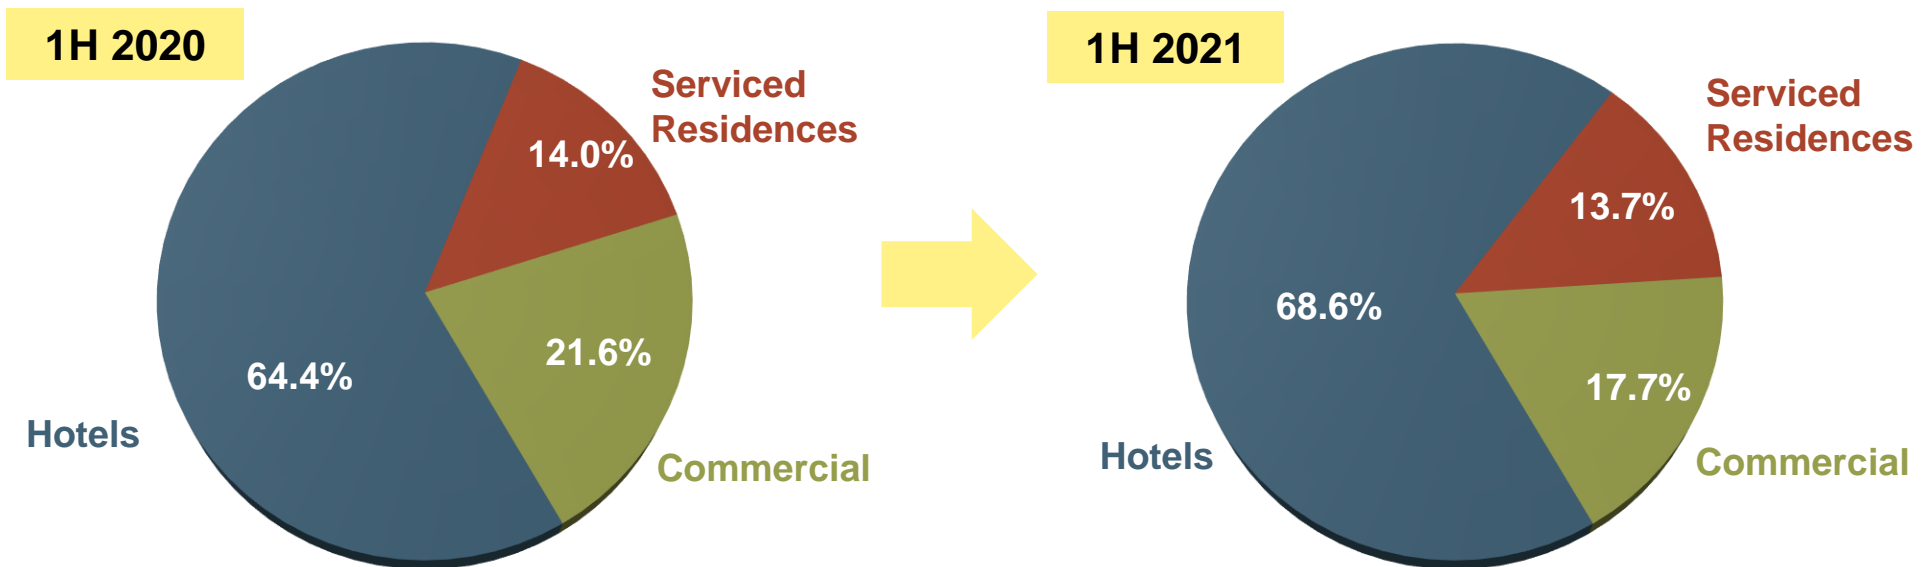 1H 2020
Serviced
Residences
14.0%
21.6%
64.4%
Hotels
Commercial
1H 2021
Serviced
Residences
13.7%
68.6%
17.7%
Hotels
Commercial